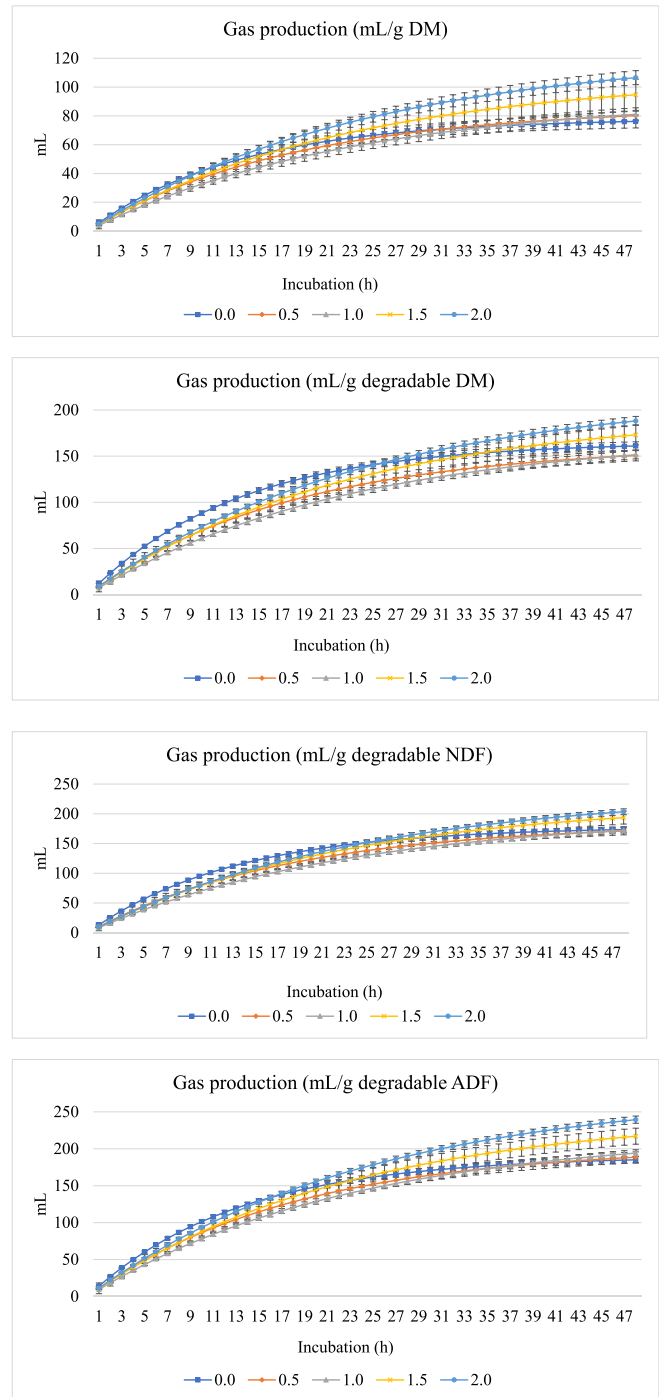 Gas production (mL/g DM)
120
100
80
60
40
20
0
mL
1 3 5 7 9 11 13 15 17 19 21 23 25 27 29 31 33 35 37 39 41 43 45 47
Incubation (h)
0.0 0.5 1.0 1.5 2.0
Gas production (mL/g degradable DM)
200
150
100
50
0
mL
1 3 5 7 9 11 13 15 17 19 21 23 25 27 29 31 33 35 37 39 41 43 45 47
Incubation (h)
0.0 0.5 1.0 1.5 2.0
Gas production (mL/g degradable NDF)
250
200
150
100
50
0
mL
1 3 5 7 9 11 13 15 17 19 21 23 25 27 29 31 33 35 37 39 41 43 45 47
Incubation (h)
0.0 0.5 1.0 1.5 2.0
Gas production (mL/g degradable ADF)
250
200
150
100
50
0
mL
1 3 5 7 9 11 13 15 17 19 21 23 25 27 29 31 33 35 37 39 41 43 45 47
Incubation (h)
0.0 0.5 1.0 1.5 2.0